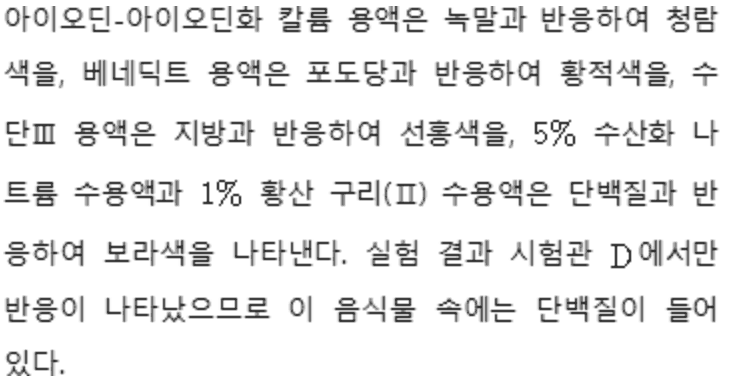 아이오딘-아이오딘화 칼륨 용액은 녹말과 반응하여 청람
색을, 베네딕트 용액은 포도당과 반응하여 황적색을, 수
단Ⅲ 용액은 지방과 반응하여 선홍색을, 5% 수산화 나
트륨 수용액과 1% 황산 구리(Ⅱ) 수용액은 단백질과 반
응하여 보라색을 나타낸다. 실험 결과 시험관 D에서만
반응이 나타났으므로 이 음식물 속에는 단백질이 들어
있다.